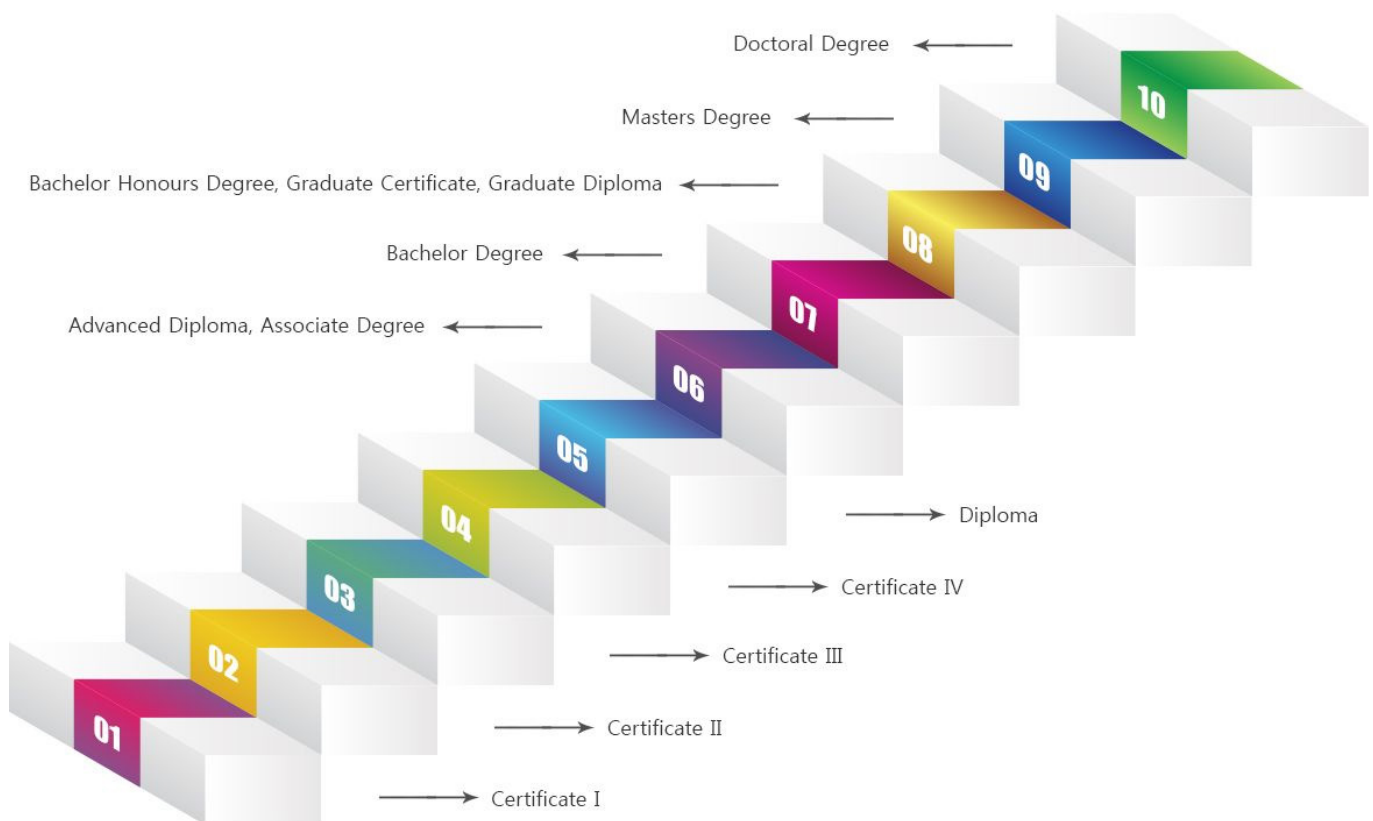 Doctoral Degree
10
Masters Degree
09
Bachelor Honours Degree, Graduate Certificate, Graduate Diploma
08
Bachelor Degree
07
Advanced Diploma, Associate Degree
06
05
Diploma
04
Certificate IV
03
Certificate III
02
Certificate II
01
Certificate I